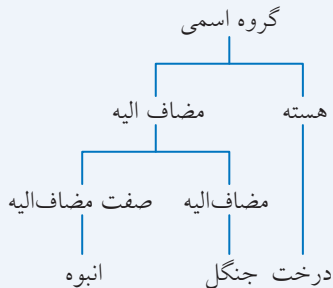 گروه اسمی
هسته مضاف الیه
مضاف‌الیه صفت مضاف‌الیه
درخت جنگل انبوه